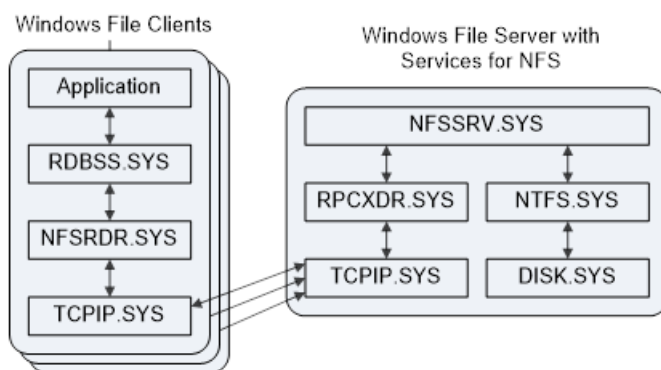 Windows File Clients
Application
RDBSS.SYS
NFSRDR.SYS
TCPIP.SYS
Windows File Server with
Services for NFS
NFSSRV.SYS
RPCXDR.SYS
NTFS.SYS
TCPIP.SYS
DISK.SYS